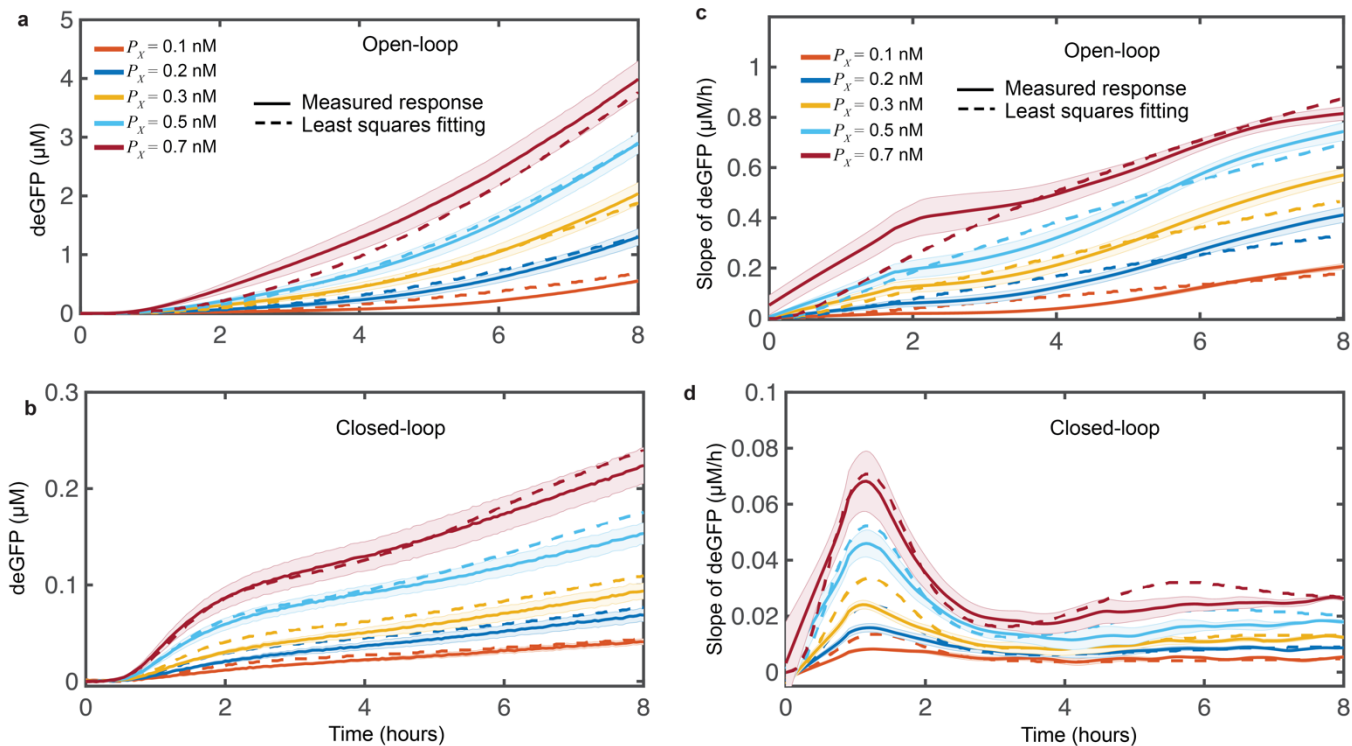 a
5
Open-loop
P_X = 0.1 nM
P_X = 0.2 nM
P_X = 0.3 nM
P_X = 0.5 nM
P_X = 0.7 nM
Measured response
Least squares fitting
4
3
2
1
0
deGFP (µM)
0 2 4 6 8
c
Open-loop
P_X = 0.1 nM
P_X = 0.2 nM
P_X = 0.3 nM
P_X = 0.5 nM
P_X = 0.7 nM
Measured response
Least squares fitting
1
0.8
0.6
0.4
0.2
0
Slope of deGFP (µM/h)
0 2 4 6 8
b
0.3
Closed-loop
0.2
0.1
0
deGFP (µM)
0 2 4 6 8
Time (hours)
d
0.1
Closed-loop
0.08
0.06
0.04
0.02
0
Slope of deGFP (µM/h)
0 2 4 6 8
Time (hours)